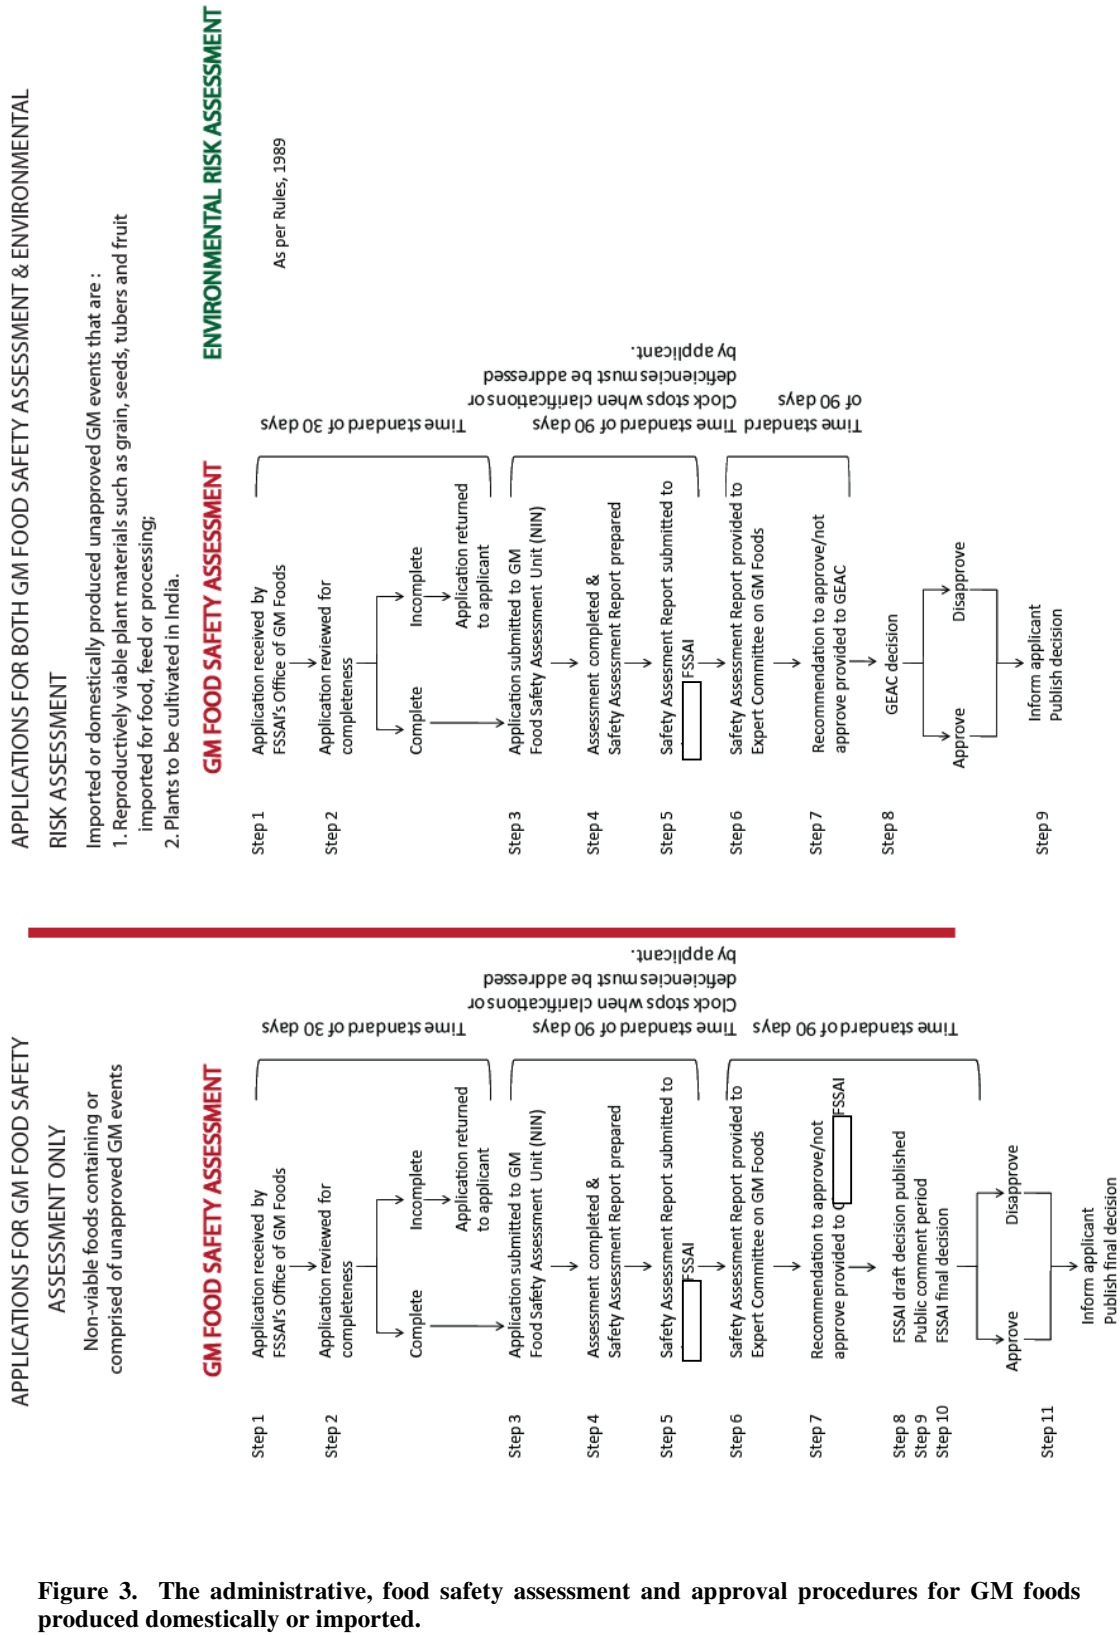 APPLICATIONS FOR GM FOOD SAFETY
ASSESSMENT ONLY
Non-viable foods containing or
comprised of unapproved GM events
GM FOOD SAFETY ASSESSMENT
Step 1
Application received by
FSSAI's Office of GM Foods
Step 2
Application reviewed for
completeness
Complete
Incomplete
Application returned
to applicant
Time standard of 30 days
Step 3
Application submitted to GM
Food Safety Assessment Unit (NIN)
Step 4
Assessment completed &
Safety Assessment Report prepared
Step 5
Safety Assessment Report submitted to
FSSAI
Time standard of 90 days
Clock stops when clarifications or
deficiencies must be addressed
by applicant.
Step 6
Safety Assessment Report provided to
Expert Committee on GM Foods
Step 7
Recommendation to approve/not
approve provided to
FSSAI
Step 8
FSSAI draft decision published
Step 9
Public comment period
Step 10
FSSAI final decision
Time standard of 90 days
Approve
Disapprove
Step 11
Inform applicant
Publish final decision
APPLICATIONS FOR BOTH GM FOOD SAFETY ASSESSMENT & ENVIRONMENTAL
RISK ASSESSMENT
Imported or domestically produced unapproved GM events that are :
1. Reproductively viable plant materials such as grain, seeds, tubers and fruit
imported for food, feed or processing;
2. Plants to be cultivated in India.
GM FOOD SAFETY ASSESSMENT
ENVIRONMENTAL RISK ASSESSMENT
As per Rules, 1989
Step 1
Application received by
FSSAI's Office of GM Foods
Step 2
Application reviewed for
completeness
Complete
Incomplete
Application returned
to applicant
Time standard of 30 days
Step 3
Application submitted to GM
Food Safety Assessment Unit (NIN)
Step 4
Assessment completed &
Safety Assessment Report prepared
Step 5
Safety Assesment Report submitted to
FSSAI
Time standard of 90 days
Clock stops when clarifications or
deficiencies must be addressed
by applicant.
Step 6
Safety Assessment Report provided to
Expert Committee on GM Foods
Step 7
Recommendation to approve/not
approve provided to GEAC
Time standard
of 90 days
Step 8
GEAC decision
Approve
Disapprove
Step 9
Inform applicant
Publish decision
Figure 3. The administrative, food safety assessment and approval procedures for GM foods
produced domestically or imported.